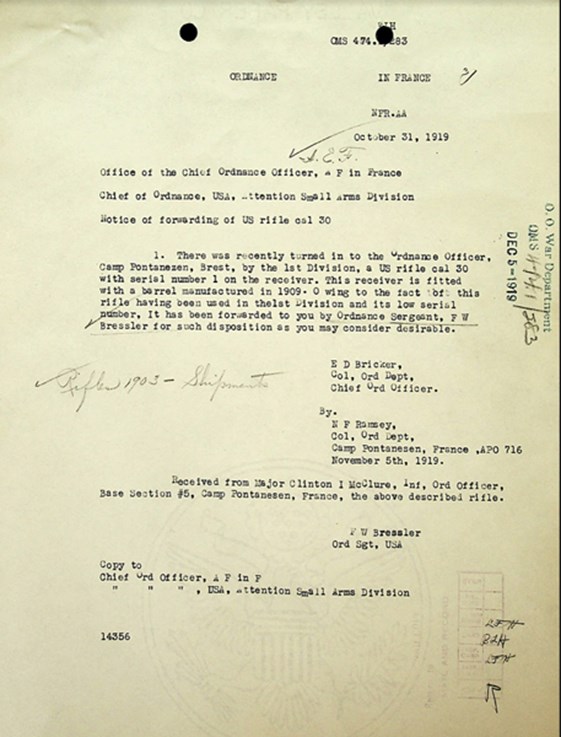 OMS 474. 283
ORDNANCE IN FRANCE
NFR.AA
October 31, 1919
A.E.F.
Office of the Chief Ordnance Officer, A F in France
Chief of Ordnance, USA, Attention Small Arms Division
Notice of forwarding of US rifle cal 30
1. There was recently turned in to the Ordnance Officer,
Camp Pontanezen, Brest, by the 1st Division, a US rifle cal 30
with serial number 1 on the receiver. This receiver is fitted
with a barrel manufactured in 1909. O wing to the fact of this
rifle having been used in the1st Division and its low serial
number, It has been forwarded to you by Ordnance Sergeant, F W
Bressler for such disposition as you may consider desirable.
O.O. War Department
OMS
DEC 5-1919
Rifles 1903 - Shipments
E D Bricker,
Col, Ord Dept,
Chief Ord Officer.
By.
N F Ramsey,
Col, Ord Dept,
Camp Pontanesen, France ,APO 716
November 5th, 1919.
Received from Major Clinton I McClure, Inf, Ord Officer,
Base Section #5, Camp Pontanesen, France, the above described rifle.
F W Bressler
Ord Sgt, USA
Copy to
Chief Ord Officer, A F in F
" " " , USA, Attention Small Arms Division
14356